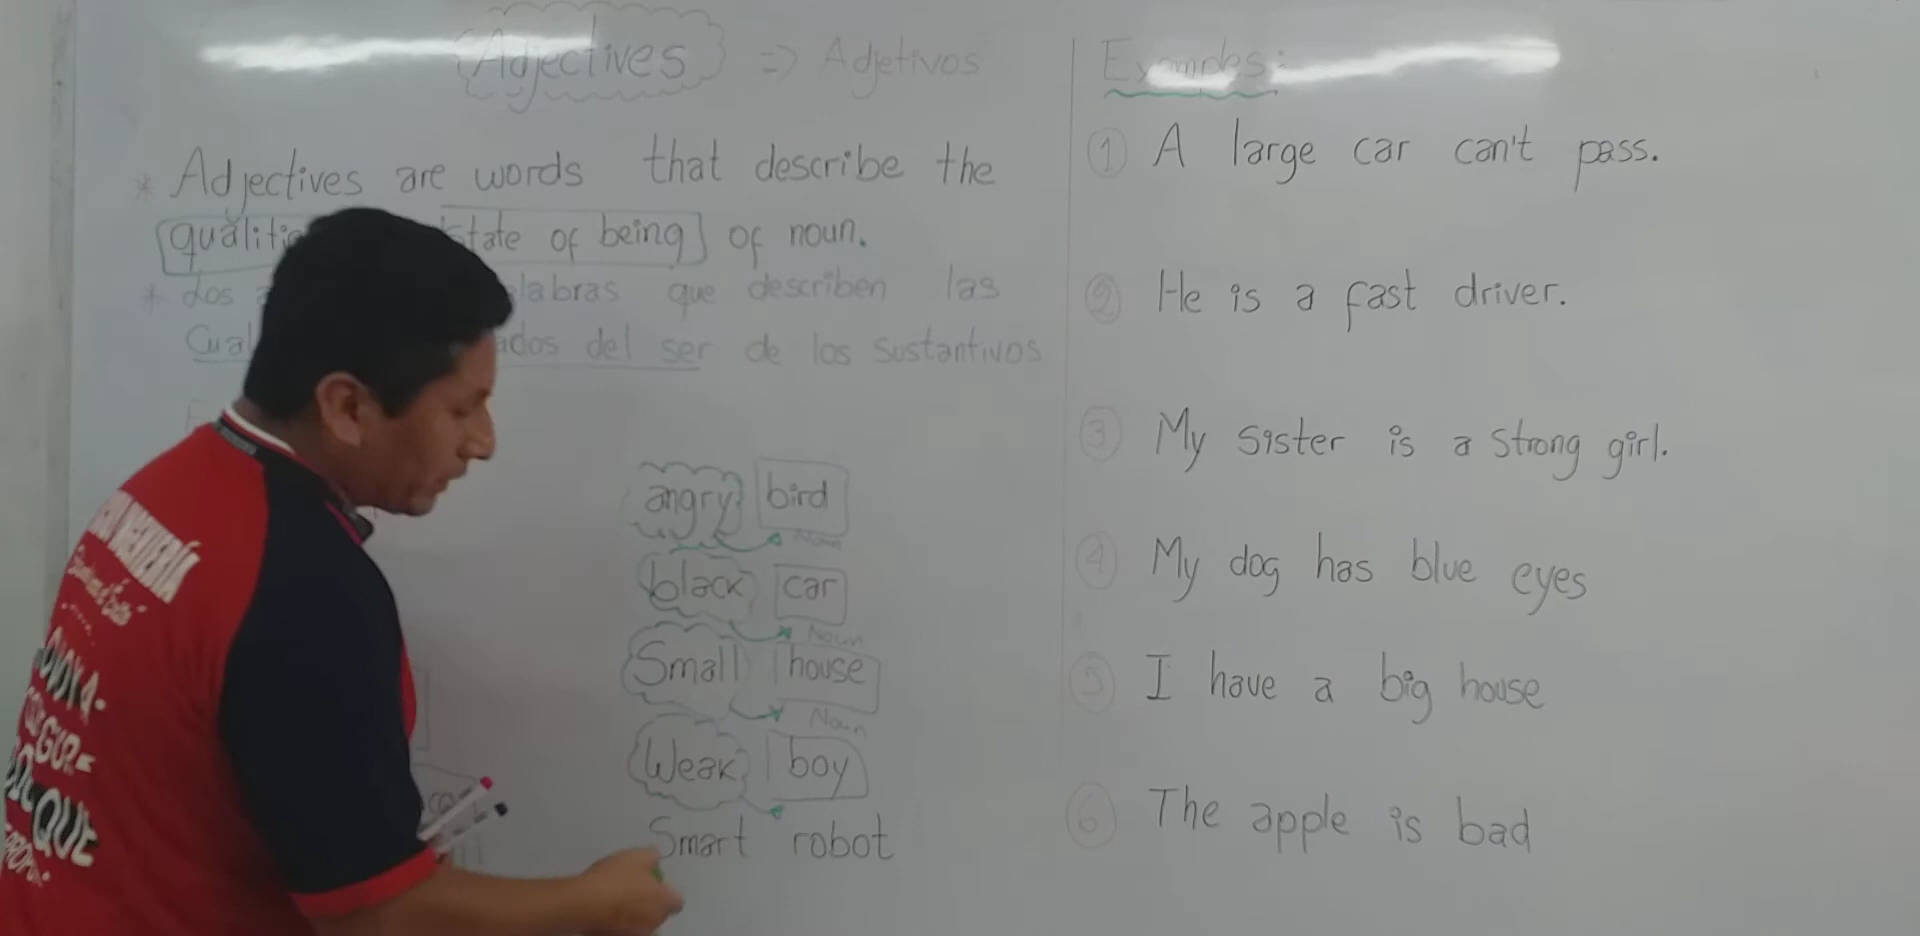 Adjectives => Adjetivos
* Adjectives are words that describe the
state of being of noun.
* Los que describen las
del ser de los sustantivos
angry bird
Noun
black car
Noun
Small house
Noun
Weak boy
Smart robot
Examples:
1 A large car can't pass.
2 He is a fast driver.
3 My sister is a strong girl.
4 My dog has blue eyes
5 I have a big house
6 The apple is bad
QUE